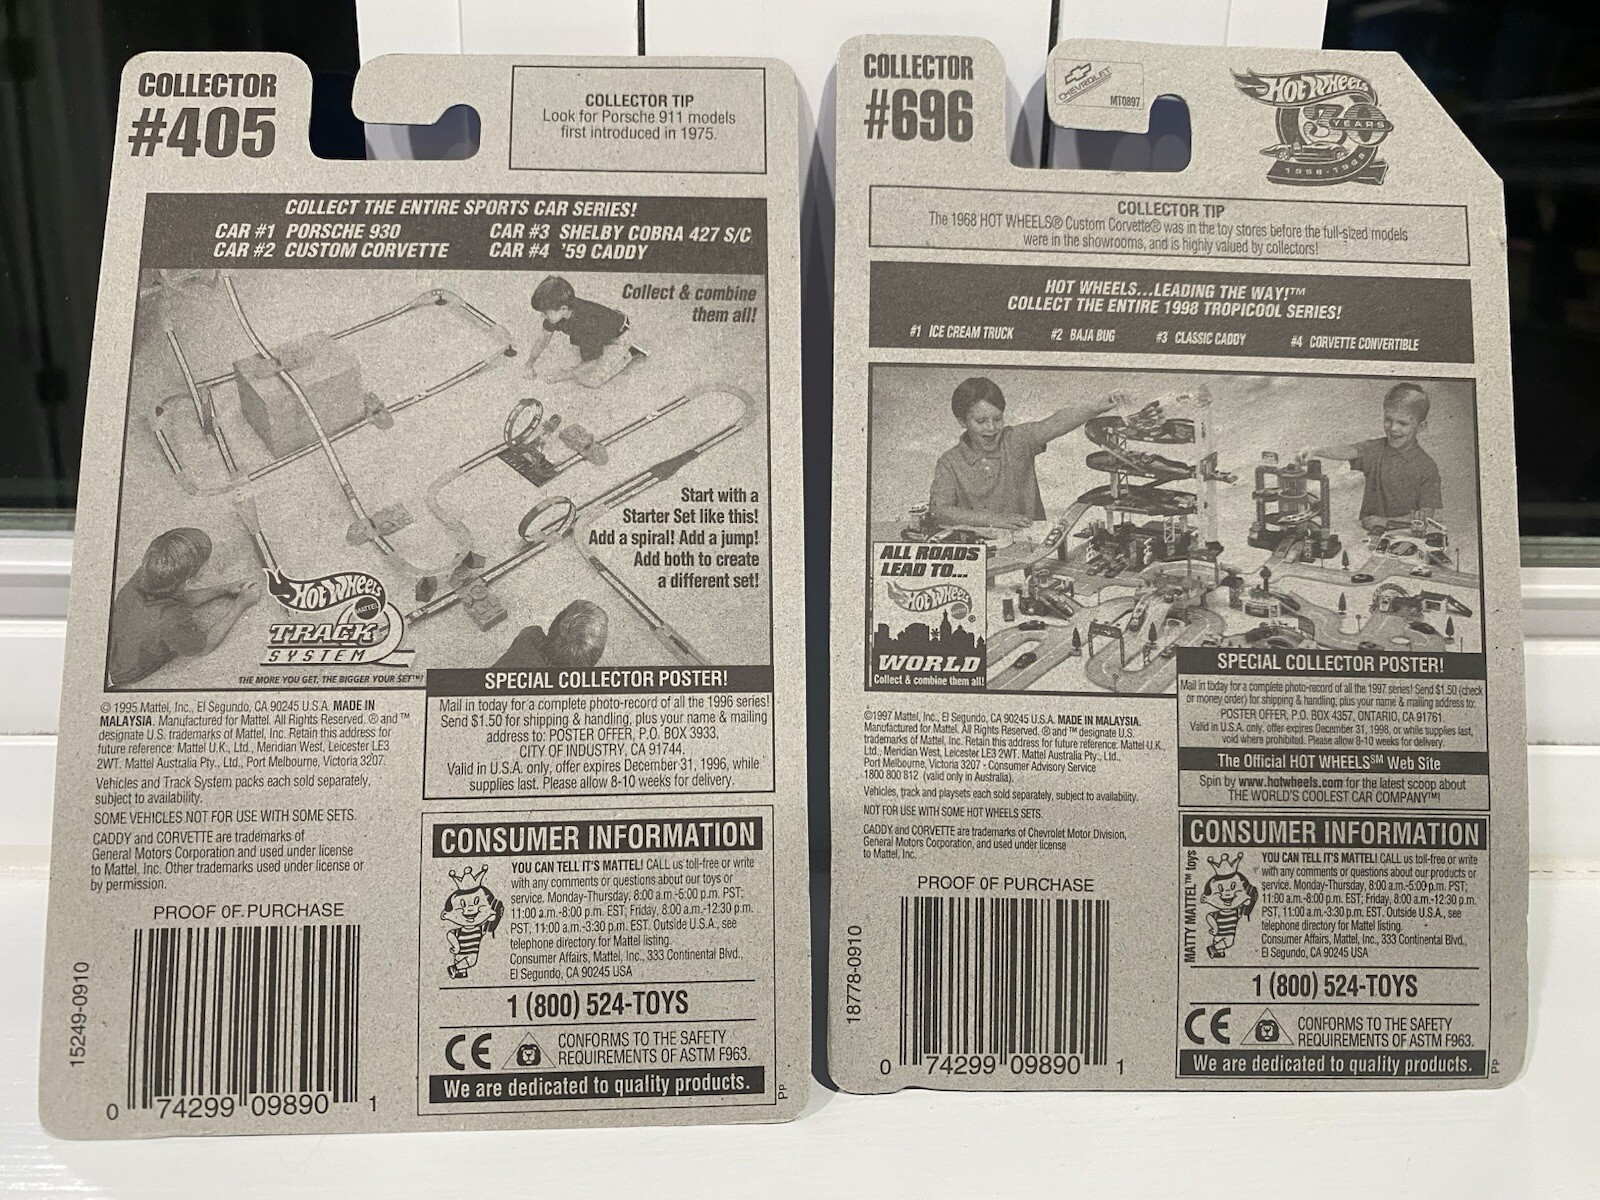 COLLECTOR
#405
COLLECTOR TIP
Look for Porsche 911 models
first introduced in 1975.
COLLECT THE ENTIRE SPORTS CAR SERIES!
CAR #1 PORSCHE 930
CAR #2 CUSTOM CORVETTE
CAR #3 SHELBY COBRA 427 S/C
CAR #4 '59 CADDY
Collect & combine
them all!
Start with a
Starter Set like this!
Add a spiral! Add a jump!
Add both to create
a different set!
HOT WHEELS
MATTEL
TRACK
SYSTEM
THE MORE YOU GET, THE BIGGER YOUR SET™!
© 1995 Mattel, Inc., El Segundo, CA 90245 U.S.A. MADE IN
MALAYSIA. Manufactured for Mattel. All Rights Reserved. ® and ™
designate U.S. trademarks of Mattel, Inc. Retain this address for
future reference: Mattel U.K., Ltd., Meridian West, Leicester LE3
2WT. Mattel Australia Pty., Ltd., Port Melbourne, Victoria 3207.
Vehicles and Track System packs each sold separately,
subject to availability.
SOME VEHICLES NOT FOR USE WITH SOME SETS.
CADDY and CORVETTE are trademarks of
General Motors Corporation and used under license
to Mattel, Inc. Other trademarks used under license or
by permission.
SPECIAL COLLECTOR POSTER!
Mail in today for a complete photo-record of all the 1996 series!
Send $1.50 for shipping & handling, plus your name & mailing
address to: POSTER OFFER, P.O. BOX 3933,
CITY OF INDUSTRY, CA 91744.
Valid in U.S.A. only, offer expires December 31, 1996, while
supplies last. Please allow 8-10 weeks for delivery.
PROOF OF PURCHASE
15249-0910
0 74299 09890 1
CONSUMER INFORMATION
YOU CAN TELL IT'S MATTEL! CALL us toll-free or write
with any comments or questions about our toys or
service. Monday-Thursday, 8:00 a.m.-5:00 p.m. PST;
11:00 a.m.-8:00 p.m. EST; Friday, 8:00 a.m.-12:30 p.m.
PST, 11:00 a.m.-3:30 p.m. EST. Outside U.S.A., see
telephone directory for Mattel listing.
Consumer Affairs, Mattel, Inc., 333 Continental Blvd.,
El Segundo, CA 90245 USA
1 (800) 524-TOYS
CE
CONFORMS TO THE SAFETY
REQUIREMENTS OF ASTM F963.
We are dedicated to quality products.
PP
COLLECTOR
#696
CHEVROLET
MT0897
HOT WHEELS
30
YEARS
1968-1998
COLLECTOR TIP
The 1968 HOT WHEELS® Custom Corvette® was in the toy stores before the full-sized models
were in the showrooms, and is highly valued by collectors!
HOT WHEELS...LEADING THE WAY!™
COLLECT THE ENTIRE 1998 TROPICOOL SERIES!
#1 ICE CREAM TRUCK #2 BAJA BUG #3 CLASSIC CADDY #4 CORVETTE CONVERTIBLE
ALL ROADS
LEAD TO...
HOT WHEELS®
WORLD
Collect & combine them all!
©1997 Mattel, Inc., El Segundo, CA 90245 U.S.A. MADE IN MALAYSIA.
Manufactured for Mattel. All Rights Reserved. ® and ™ designate U.S.
trademarks of Mattel, Inc. Retain this address for future reference: Mattel U.K.,
Ltd., Meridian West, Leicester LE3 2WT. Mattel Australia Pty., Ltd.,
Port Melbourne, Victoria 3207 - Consumer Advisory Service
1800 800 812 (valid only in Australia).
Vehicles, track and playsets each sold separately, subject to availability.
NOT FOR USE WITH SOME HOT WHEELS SETS.
CADDY and CORVETTE are trademarks of Chevrolet Motor Division,
General Motors Corporation, and used under license
to Mattel, Inc.
SPECIAL COLLECTOR POSTER!
Mail in today for a complete photo-record of all the 1997 series! Send $1.50 (check
or money order) for shipping & handling, plus your name & mailing address to:
POSTER OFFER, P.O. BOX 4357, ONTARIO, CA 91761.
Valid in U.S.A. only, offer expires December 31, 1998, or while supplies last,
void where prohibited. Please allow 8-10 weeks for delivery.
The Official HOT WHEELS℠ Web Site
Spin by www.hotwheels.com for the latest scoop about
THE WORLD'S COOLEST CAR COMPANY™!
PROOF OF PURCHASE
18778-0910
0 74299 09890 1
CONSUMER INFORMATION
MATTY MATTEL™ toys
YOU CAN TELL IT'S MATTEL! CALL us toll-free or write
with any comments or questions about our products or
service. Monday-Thursday, 8:00 a.m.-5:00 p.m. PST;
11:00 a.m.-8:00 p.m. EST; Friday, 8:00 a.m.-12:30 p.m.
PST, 11:00 a.m.-3:30 p.m. EST. Outside U.S.A., see
telephone directory for Mattel listing.
Consumer Affairs, Mattel, Inc., 333 Continental Blvd.,
El Segundo, CA 90245 USA
1 (800) 524-TOYS
CE
CONFORMS TO THE SAFETY
REQUIREMENTS OF ASTM F963.
We are dedicated to quality products.
PP